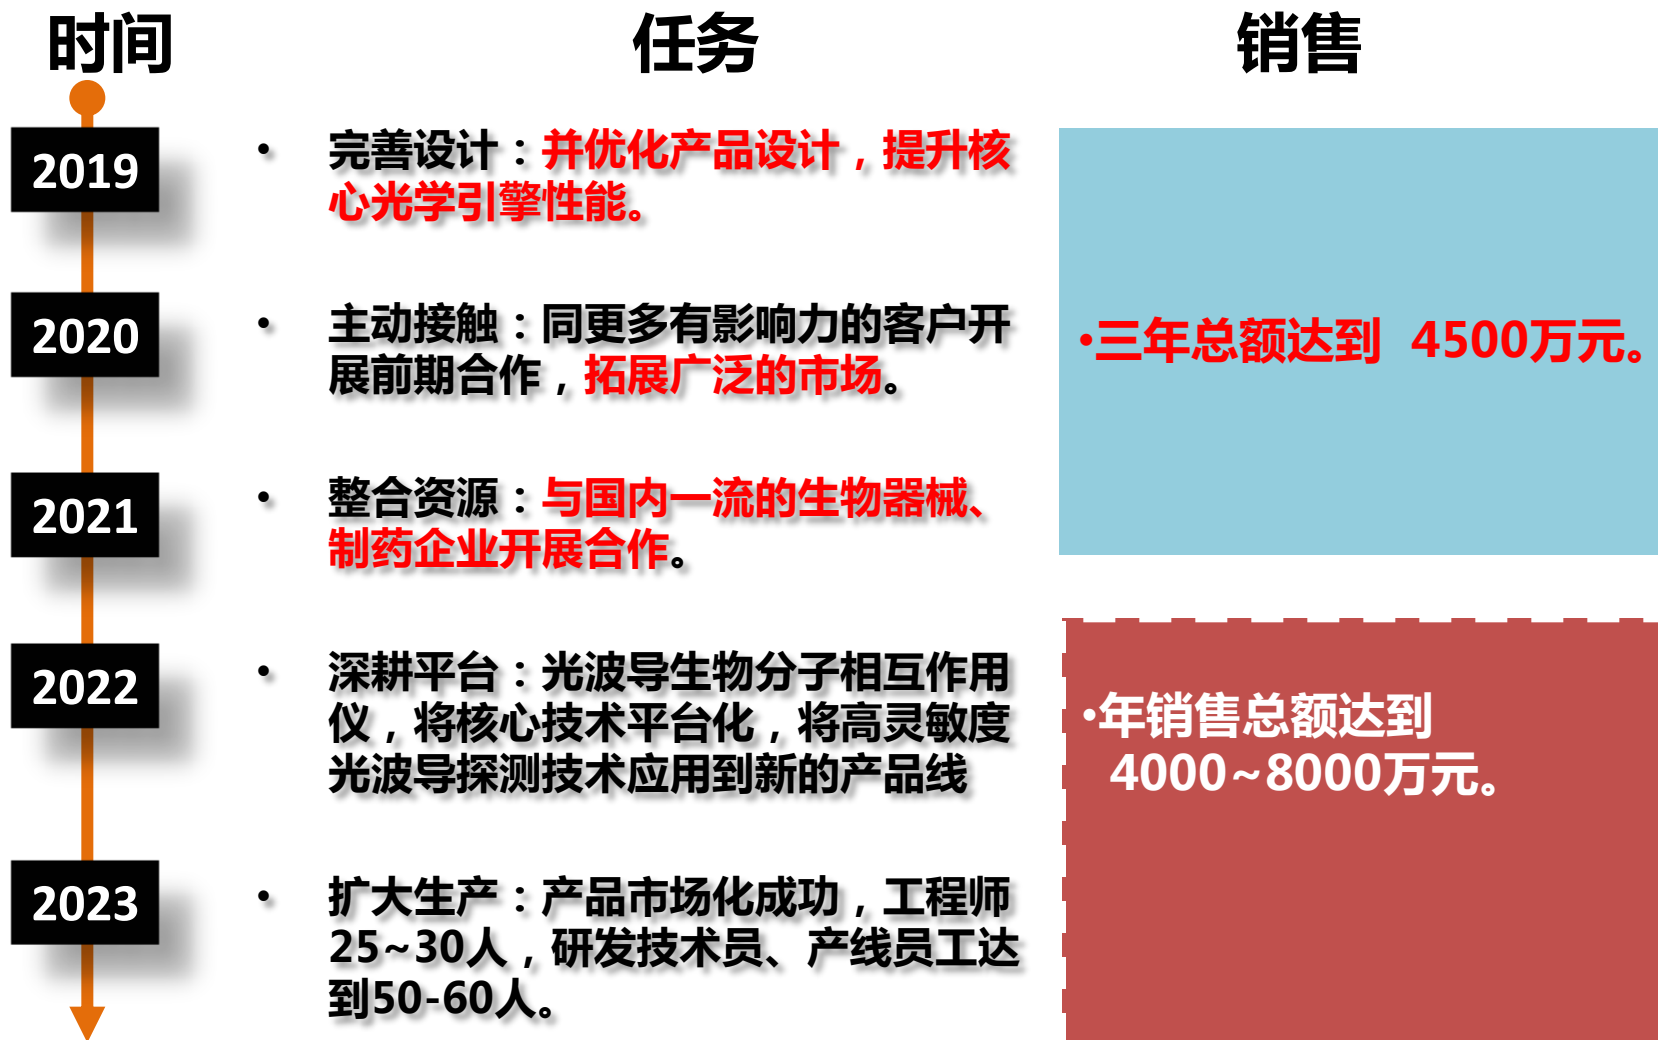 时间 任务 销售
2019
• 完善设计：并优化产品设计，提升核
心光学引擎性能。
2020
• 主动接触：同更多有影响力的客户开
展前期合作，拓展广泛的市场。
•三年总额达到 4500万元。
2021
• 整合资源：与国内一流的生物器械、
制药企业开展合作。
2022
• 深耕平台：光波导生物分子相互作用
仪，将核心技术平台化，将高灵敏度
光波导探测技术应用到新的产品线
•年销售总额达到
4000~8000万元。
2023
• 扩大生产：产品市场化成功，工程师
25~30人，研发技术员、产线员工达
到50-60人。